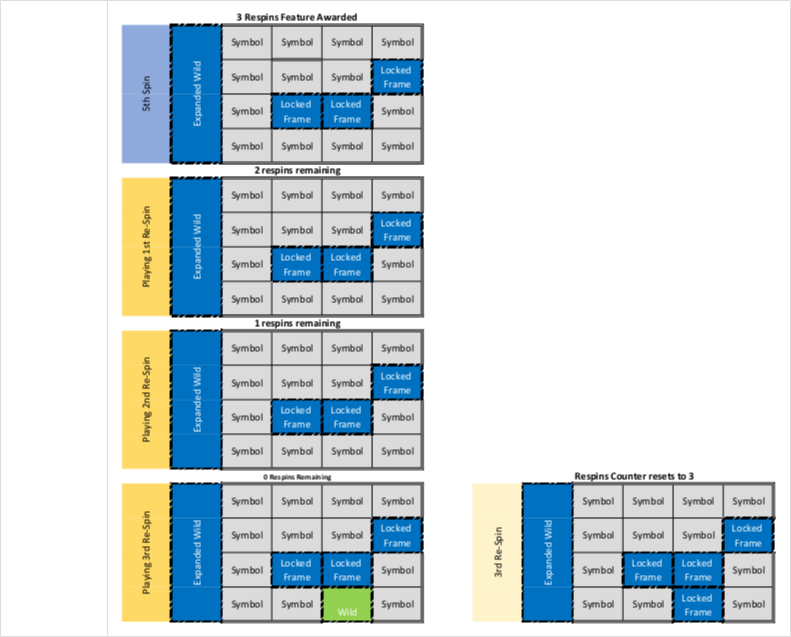 3 Respins Feature Awarded
5th Spin
Expanded Wild
Symbol Symbol Symbol Symbol
Symbol Symbol Symbol Locked Frame
Symbol Locked Frame Locked Frame Symbol
Symbol Symbol Symbol Symbol
2 respins remaining
Playing 1st Re-Spin
Expanded Wild
Symbol Symbol Symbol Symbol
Symbol Symbol Symbol Locked Frame
Symbol Locked Frame Locked Frame Symbol
Symbol Symbol Symbol Symbol
1 respins remaining
Playing 2nd Re-Spin
Expanded Wild
Symbol Symbol Symbol Symbol
Symbol Symbol Symbol Locked Frame
Symbol Locked Frame Locked Frame Symbol
Symbol Symbol Symbol Symbol
0 Respins Remaining
Playing 3rd Re-Spin
Expanded Wild
Symbol Symbol Symbol Symbol
Symbol Symbol Symbol Locked Frame
Symbol Locked Frame Locked Frame Symbol
Symbol Symbol Wild Symbol
Respins Counter resets to 3
3rd Re-Spin
Expanded Wild
Symbol Symbol Symbol Symbol
Symbol Symbol Symbol Locked Frame
Symbol Locked Frame Locked Frame Symbol
Symbol Symbol Locked Frame Symbol